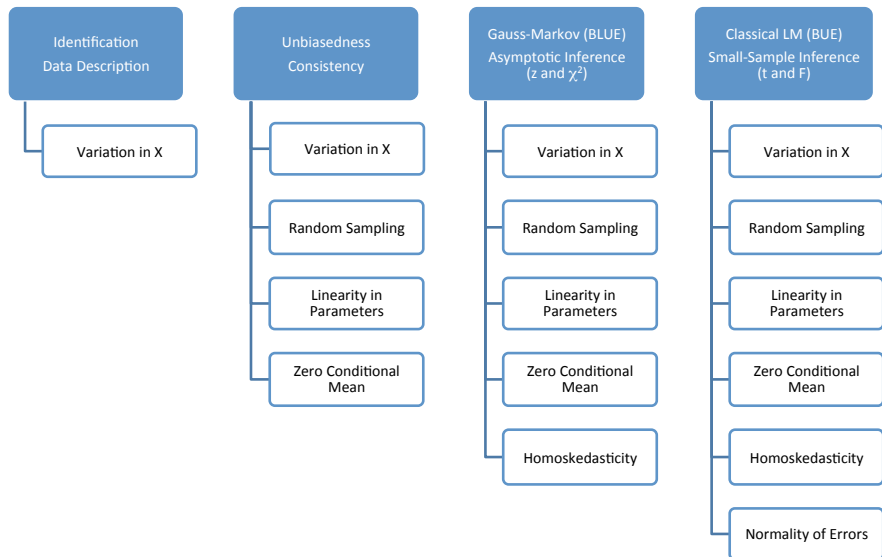 Identification
Data Description
Variation in X
Unbiasedness
Consistency
Variation in X
Random Sampling
Linearity in
Parameters
Zero Conditional
Mean
Gauss-Markov (BLUE)
Asymptotic Inference
(z and χ²)
Variation in X
Random Sampling
Linearity in
Parameters
Zero Conditional
Mean
Homoskedasticity
Classical LM (BUE)
Small-Sample Inference
(t and F)
Variation in X
Random Sampling
Linearity in
Parameters
Zero Conditional
Mean
Homoskedasticity
Normality of Errors